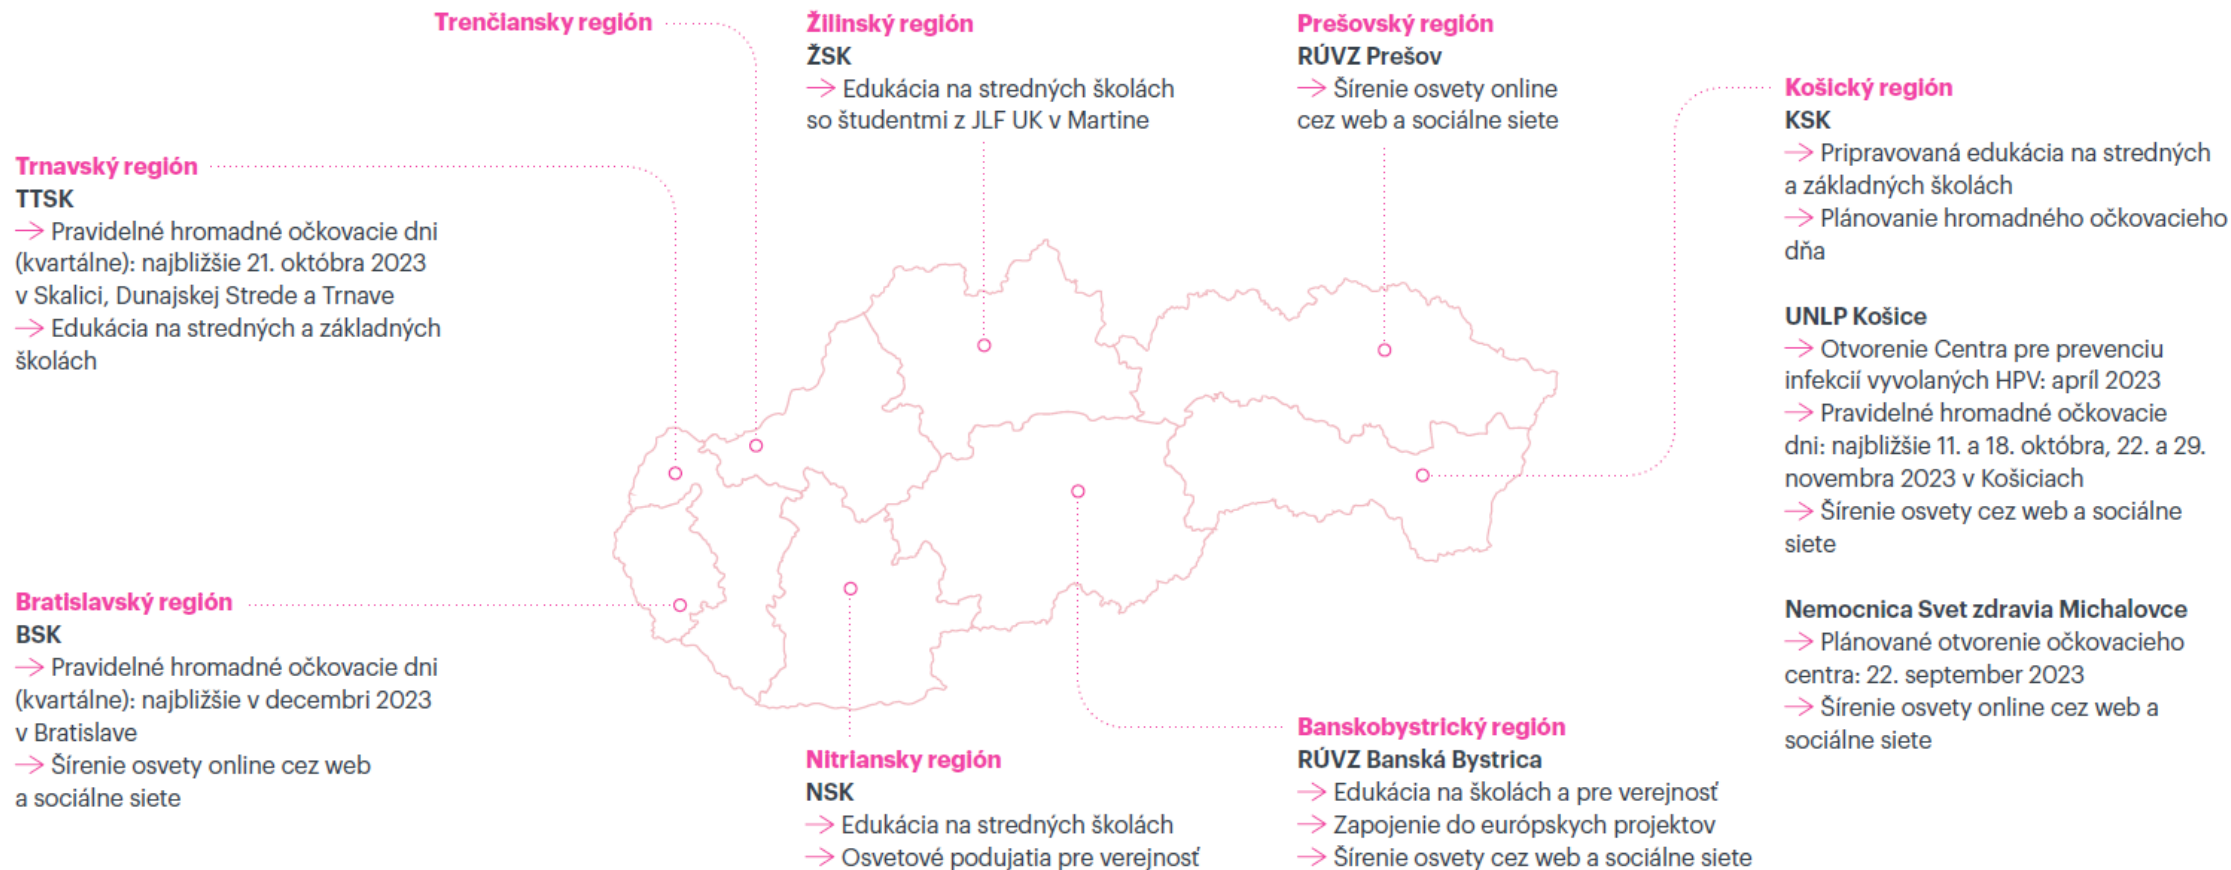 Trenčiansky región
Žilinský región
ŽSK
→ Edukácia na stredných školách
so študentmi z JLF UK v Martine
Prešovský región
RÚVZ Prešov
→ Šírenie osvety online
cez web a sociálne siete
Košický región
KSK
→ Pripravovaná edukácia na stredných
a základných školách
→ Plánovanie hromadného očkovacieho
dňa
UNLP Košice
→ Otvorenie Centra pre prevenciu
infekcií vyvolaných HPV: apríl 2023
→ Pravidelné hromadné očkovacie
dni: najbližšie 11. a 18. októbra, 22. a 29.
novembra 2023 v Košiciach
→ Šírenie osvety cez web a sociálne
siete
Nemocnica Svet zdravia Michalovce
→ Plánované otvorenie očkovacieho
centra: 22. september 2023
→ Šírenie osvety online cez web a
sociálne siete
Trnavský región
TTSK
→ Pravidelné hromadné očkovacie dni
(kvartálne): najbližšie 21. októbra 2023
v Skalici, Dunajskej Strede a Trnave
→ Edukácia na stredných a základných
školách
Bratislavský región
BSK
→ Pravidelné hromadné očkovacie dni
(kvartálne): najbližšie v decembri 2023
v Bratislave
→ Šírenie osvety online cez web
a sociálne siete
Nitriansky región
NSK
→ Edukácia na stredných školách
→ Osvetové podujatia pre verejnosť
Banskobystrický región
RÚVZ Banská Bystrica
→ Edukácia na školách a pre verejnosť
→ Zapojenie do európskych projektov
→ Šírenie osvety cez web a sociálne siete